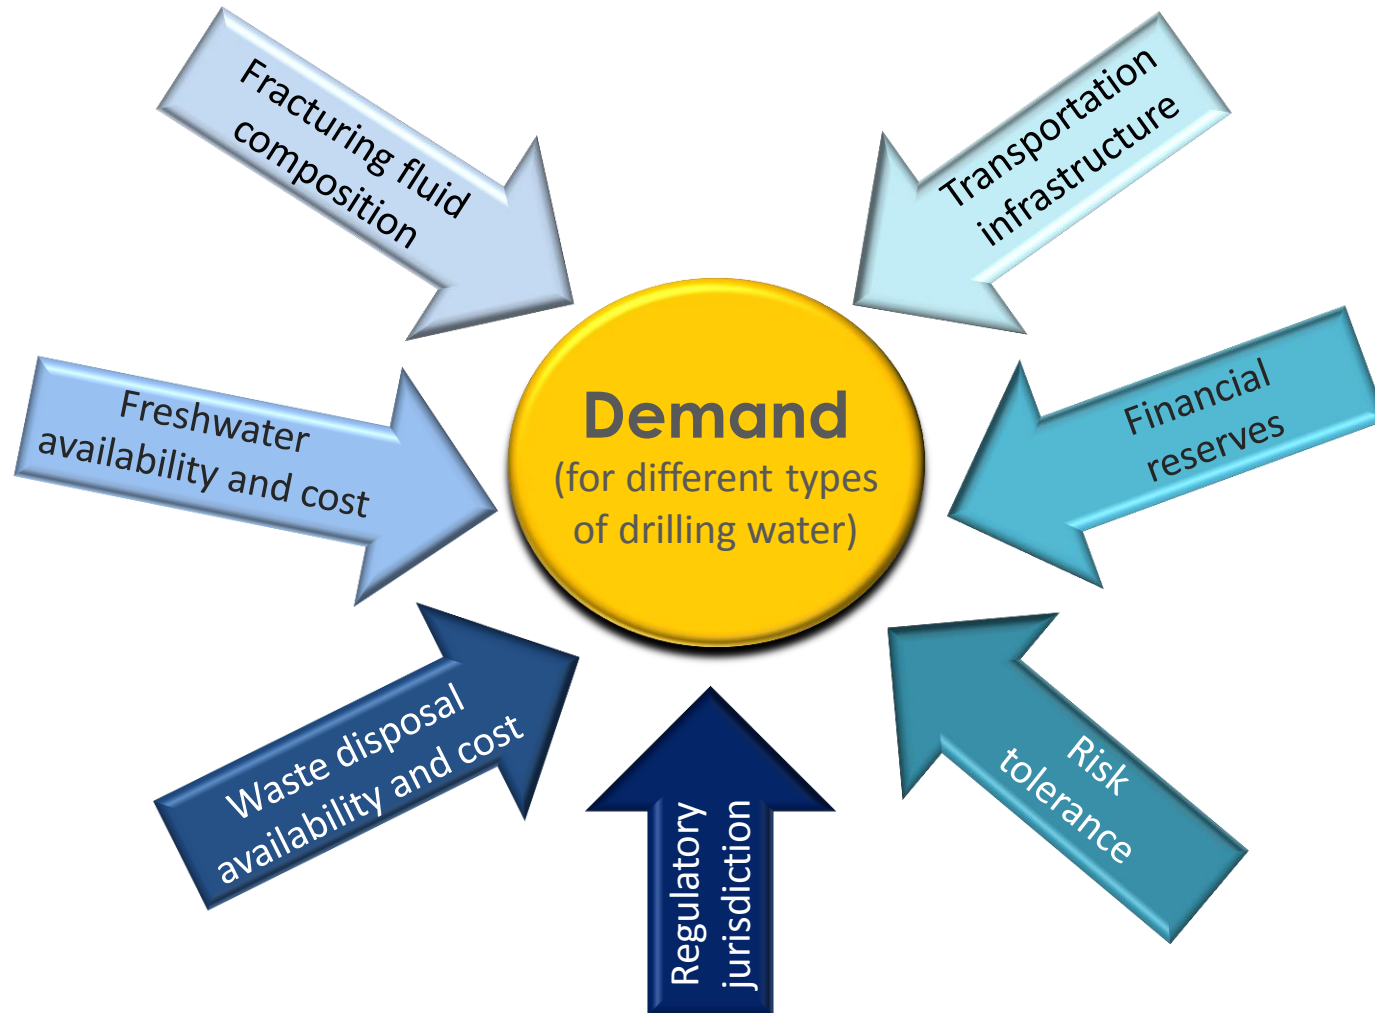 Fracturing fluid
composition
Transportation
infrastructure
Freshwater
availability and cost
Demand
(for different types
of drilling water)
Financial
reserves
Waste disposal
availability and cost
Regulatory
jurisdiction
Risk
tolerance